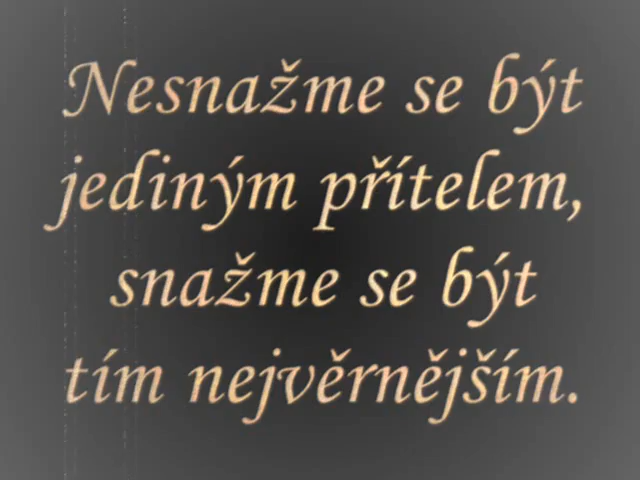 Nesnažme se být
jediným přítelem,
snažme se být
tím nejvěrnějším.